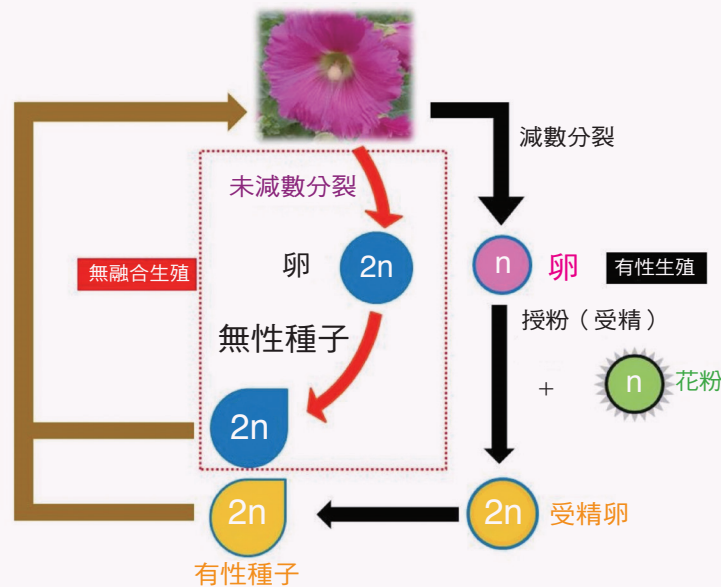 減數分裂
未減數分裂
卵
2n
n
卵
有性生殖
無融合生殖
授粉（受精）
無性種子
+
n
花粉
2n
2n
2n
受精卵
有性種子